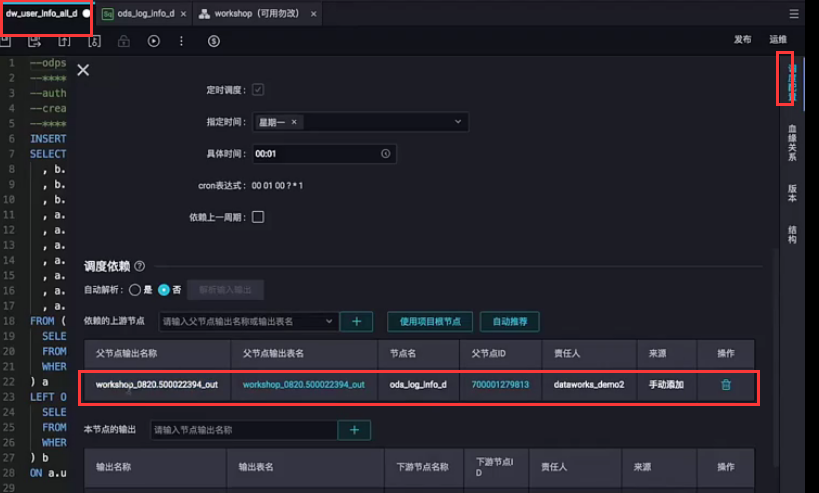 dw_user_info_all_d
Sq ods_log_info_d ×
workshop（可用勿改） ×
发布 运维
1 --odps
2 --****
3 --auth
4 --crea
5 --****
6 INSERT
7 SELECT
8 , b.
9 , b.
10 , b.
11 , a.
12 , a.
13 , a.
14 , a.
15 , a.
16 , a.
17 , a.
18 FROM (
19 SELE
20 FROM
21 WHER
22 ) a
23 LEFT O
24 SELE
25 FROM
26 WHER
27 ) b
28 ON a.u
29
定时调度：
指定时间： 星期一 ×
具体时间： 00:01
cron表达式： 00 01 00 ? * 1
依赖上一周期：
调度依赖 ?
自动解析： 是 否 解析输入输出
依赖的上游节点 请输入父节点输出名称或输出表名 + 使用项目根节点 自动推荐
父节点输出名称 父节点输出表名 节点名 父节点ID 责任人 来源 操作
workshop_0820.500022394_out workshop_0820.500022394_out ods_log_info_d 700001279813 dataworks_demo2 手动添加
本节点的输出 请输入节点输出名称 +
输出名称 输出表名 下游节点名称 下游节点ID 责任人 来源 操作
调度配置
血缘关系
版本
结构